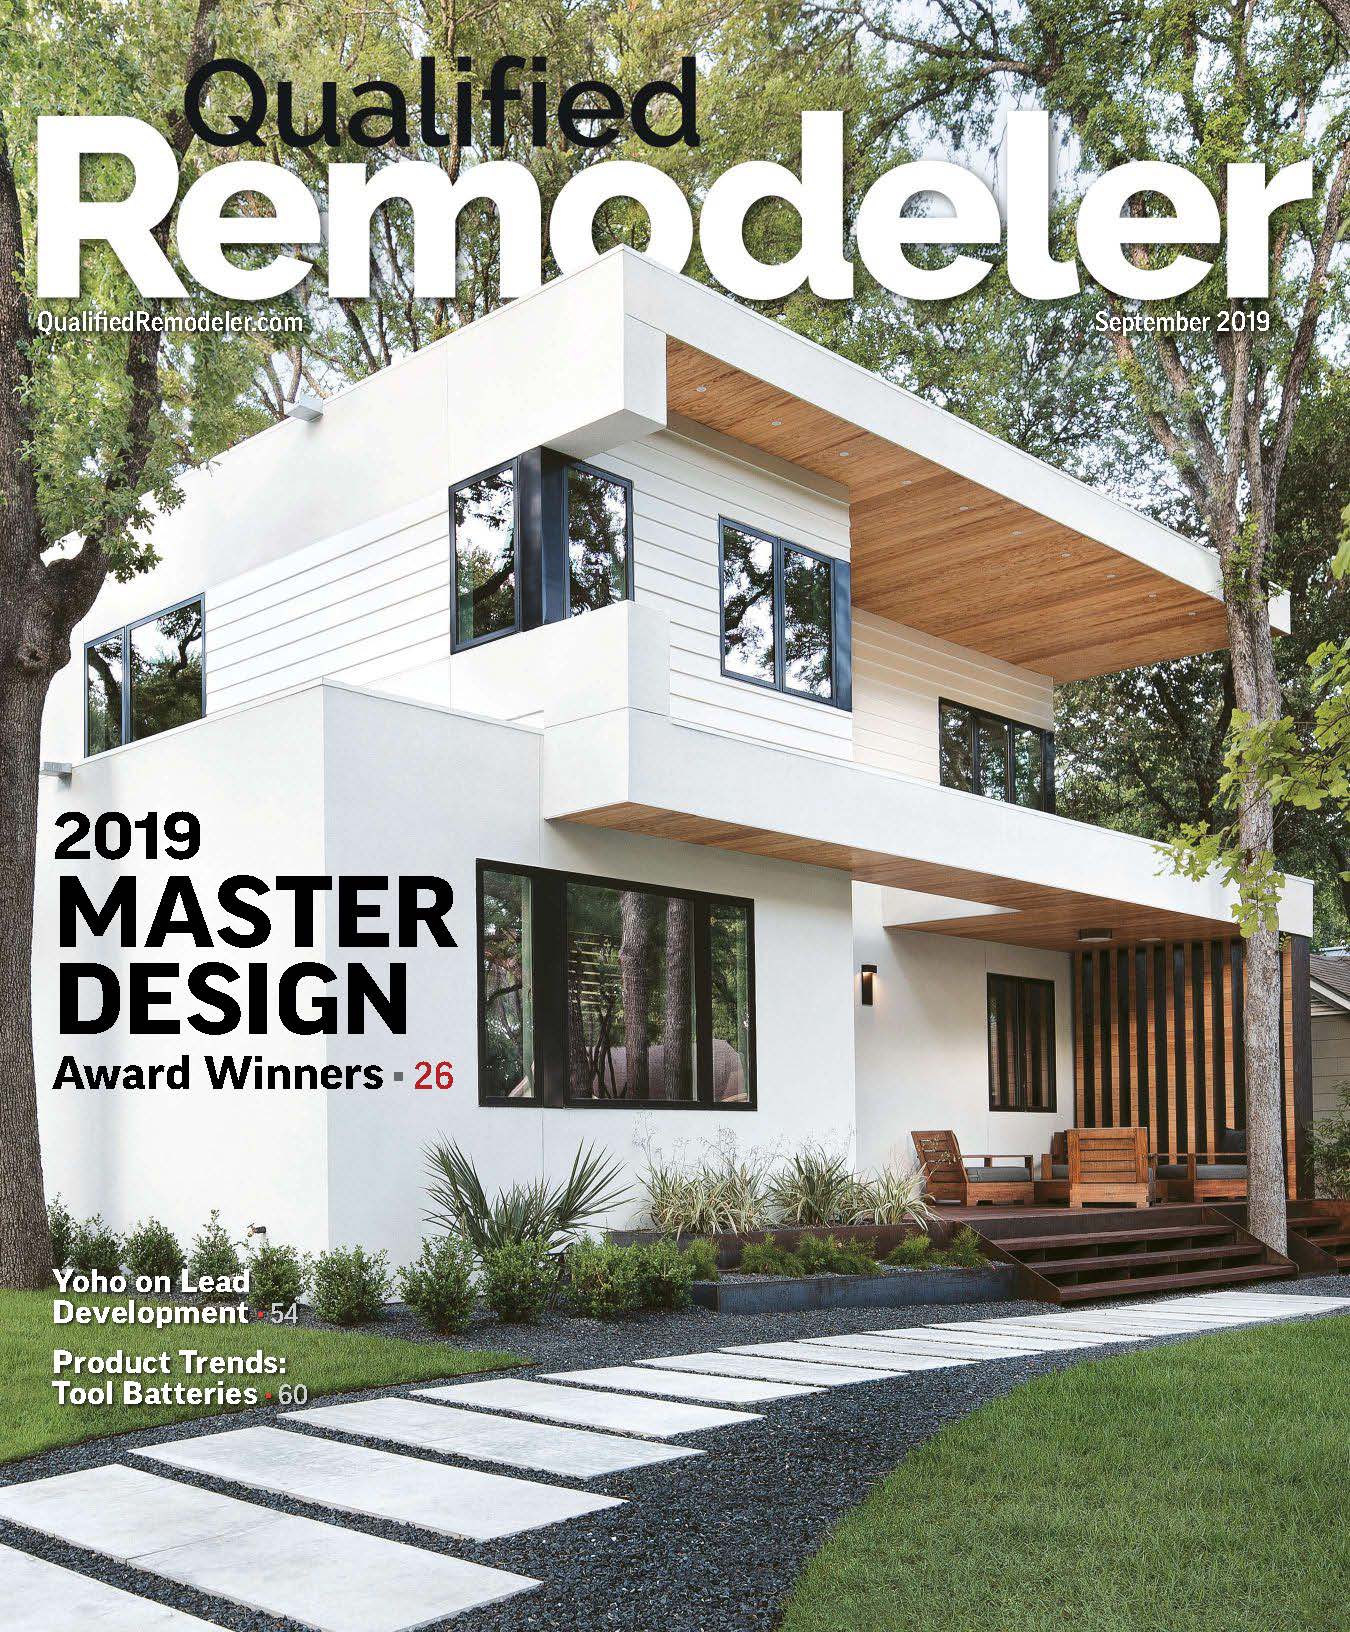 Qualified
Remodeler
QualifiedRemodeler.com
September 2019
2019
MASTER
DESIGN
Award Winners ▪ 26
Yoho on Lead
Development ▪ 54
Product Trends:
Tool Batteries ▪ 60